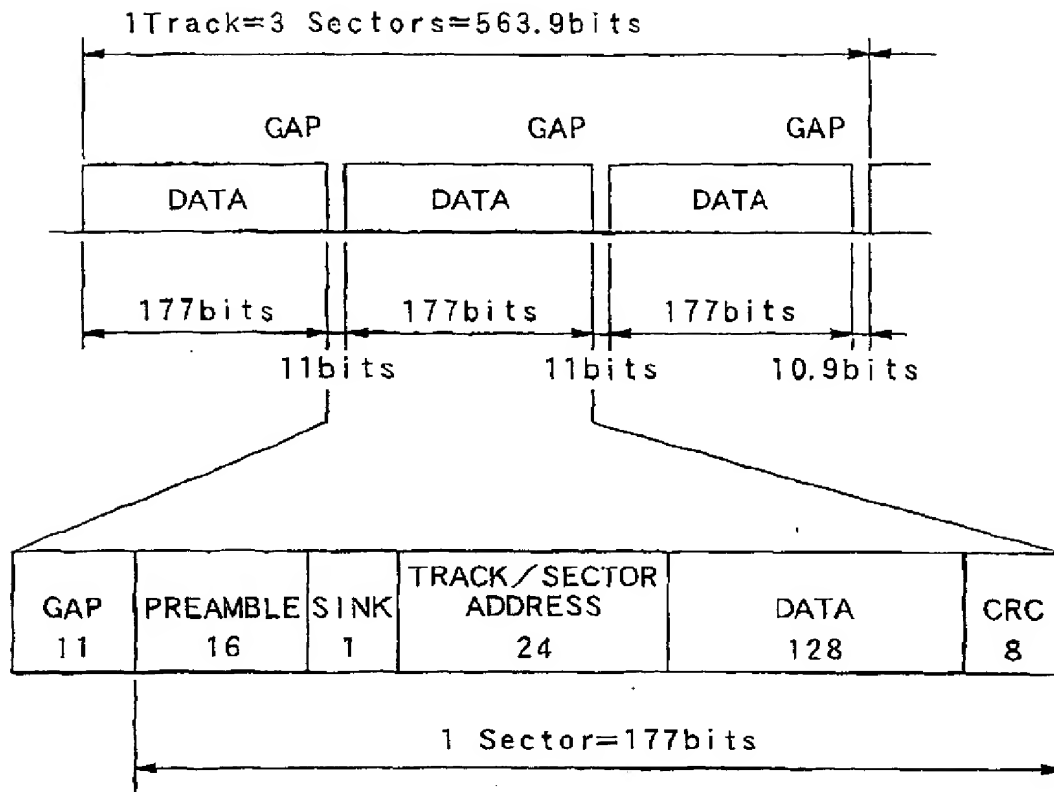 1Track=3 Sectors=563.9bits
GAP GAP GAP
DATA DATA DATA
177bits 177bits 177bits
11bits 11bits 10.9bits
GAP
11
PREAMBLE
16
SINK
1
TRACK/SECTOR
ADDRESS
24
DATA
128
CRC
8
1 Sector=177bits